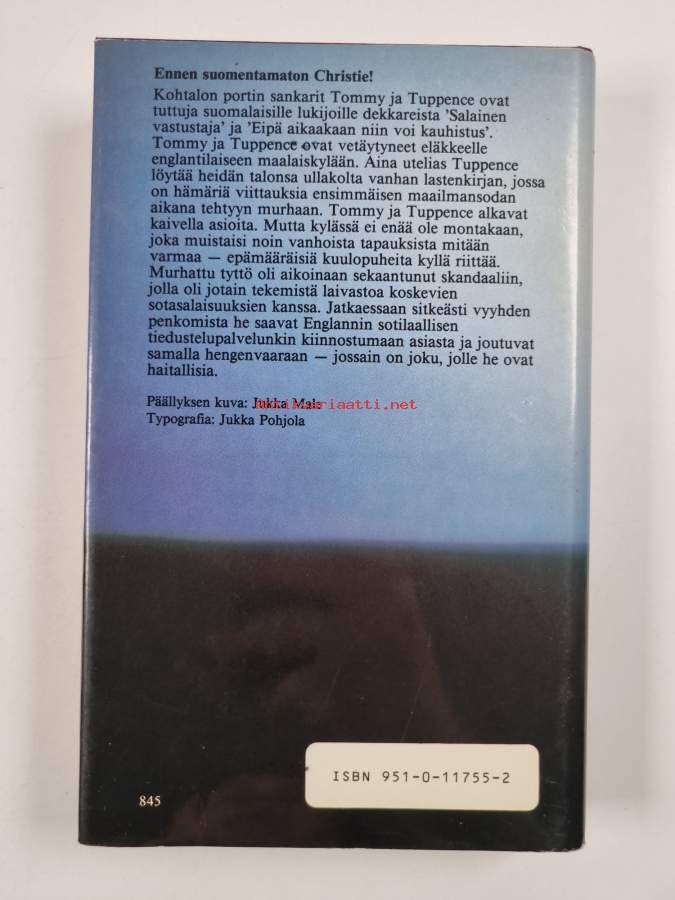 Ennen suomentamaton Christie!
Kohtalon portin sankarit Tommy ja Tuppence ovat
tuttuja suomalaisille lukijoille dekkareista 'Salainen
vastustaja' ja 'Eipä aikaakaan niin voi kauhistus'.
Tommy ja Tuppence ovat vetäytyneet eläkkeelle
englantilaiseen maalaiskylään. Aina utelias Tuppence
löytää heidän talonsa ullakolta vanhan lastenkirjan, jossa
on hämäriä viittauksia ensimmäisen maailmansodan
aikana tehtyyn murhaan. Tommy ja Tuppence alkavat
kaivella asioita. Mutta kylässä ei enää ole montakaan,
joka muistaisi noin vanhoista tapauksista mitään
varmaa — epämääräisiä kuulopuheita kyllä riittää.
Murhattu tyttö oli aikoinaan sekaantunut skandaaliin,
jolla oli jotain tekemistä laivastoa koskevien
sotasalaisuuksien kanssa. Jatkaessaan sitkeästi vyyhden
penkomista he saavat Englannin sotilaallisen
tiedustelupalvelunkin kiinnostumaan asiasta ja joutuvat
samalla hengenvaaraan — jossain on joku, jolle he ovat
haitallisia.
Päällyksen kuva: Jukka
antikvariaatti.net
Typografia: Jukka Pohjola
ISBN 951-0-11755-2
845